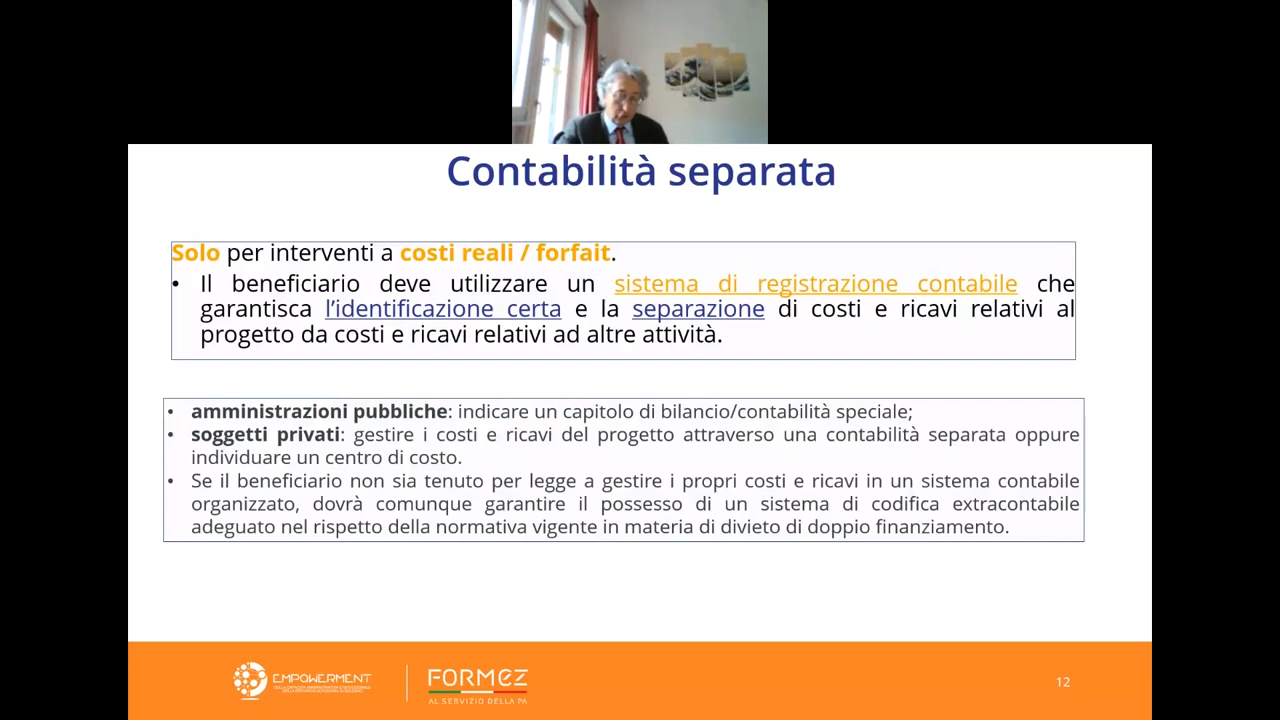 Contabilità separata
Solo per interventi a costi reali / forfait.
• Il beneficiario deve utilizzare un sistema di registrazione contabile che
garantisca l’identificazione certa e la separazione di costi e ricavi relativi al
progetto da costi e ricavi relativi ad altre attività.
• amministrazioni pubbliche: indicare un capitolo di bilancio/contabilità speciale;
• soggetti privati: gestire i costi e ricavi del progetto attraverso una contabilità separata oppure
individuare un centro di costo.
• Se il beneficiario non sia tenuto per legge a gestire i propri costi e ricavi in un sistema contabile
organizzato, dovrà comunque garantire il possesso di un sistema di codifica extracontabile
adeguato nel rispetto della normativa vigente in materia di divieto di doppio finanziamento.
EMPOWERMENT
FORMEZ
AL SERVIZIO DELLA PA
12